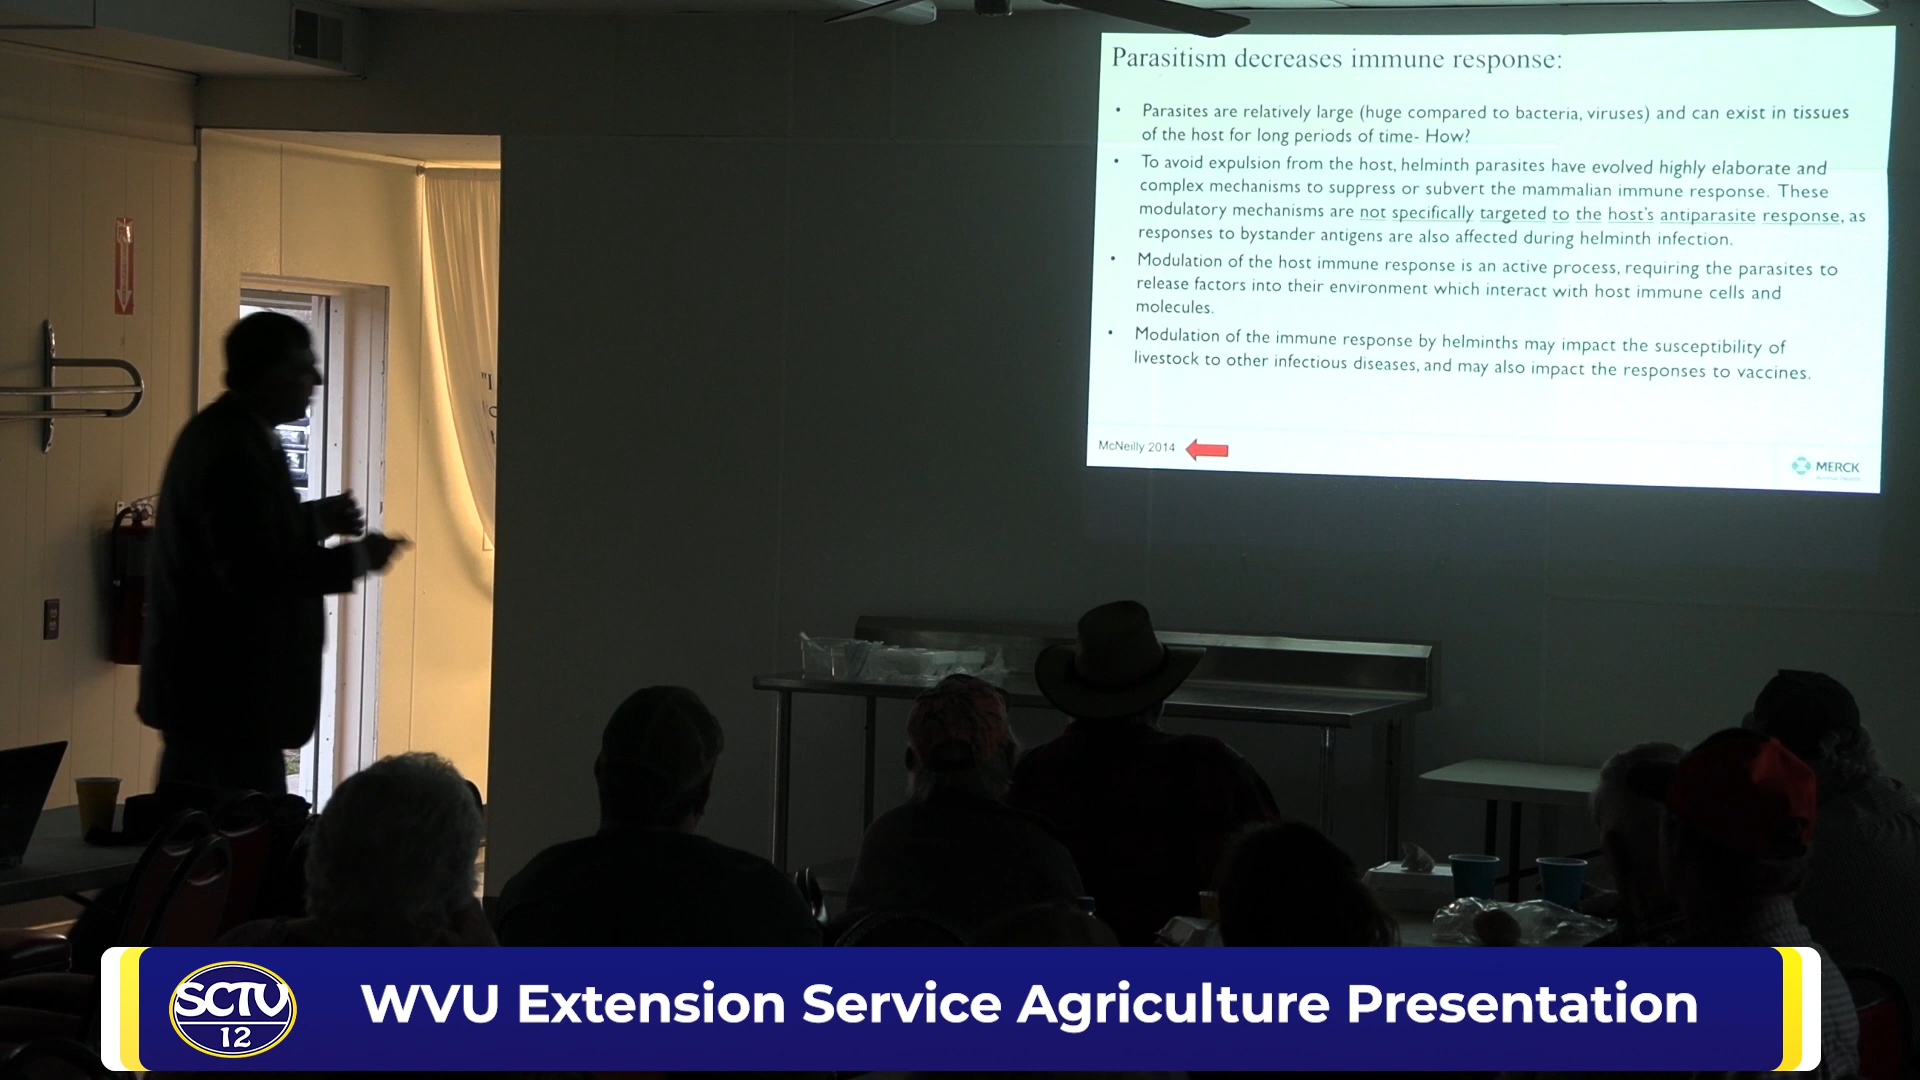 Parasitism decreases immune response:
• Parasites are relatively large (huge compared to bacteria, viruses) and can exist in tissues
of the host for long periods of time- How?
• To avoid expulsion from the host, helminth parasites have evolved highly elaborate and
complex mechanisms to suppress or subvert the mammalian immune response. These
modulatory mechanisms are not specifically targeted to the host's antiparasite response, as
responses to bystander antigens are also affected during helminth infection.
• Modulation of the host immune response is an active process, requiring the parasites to
release factors into their environment which interact with host immune cells and
molecules.
• Modulation of the immune response by helminths may impact the susceptibility of
livestock to other infectious diseases, and may also impact the responses to vaccines.
McNeilly 2014
MERCK
SCTV
12
WVU Extension Service Agriculture Presentation